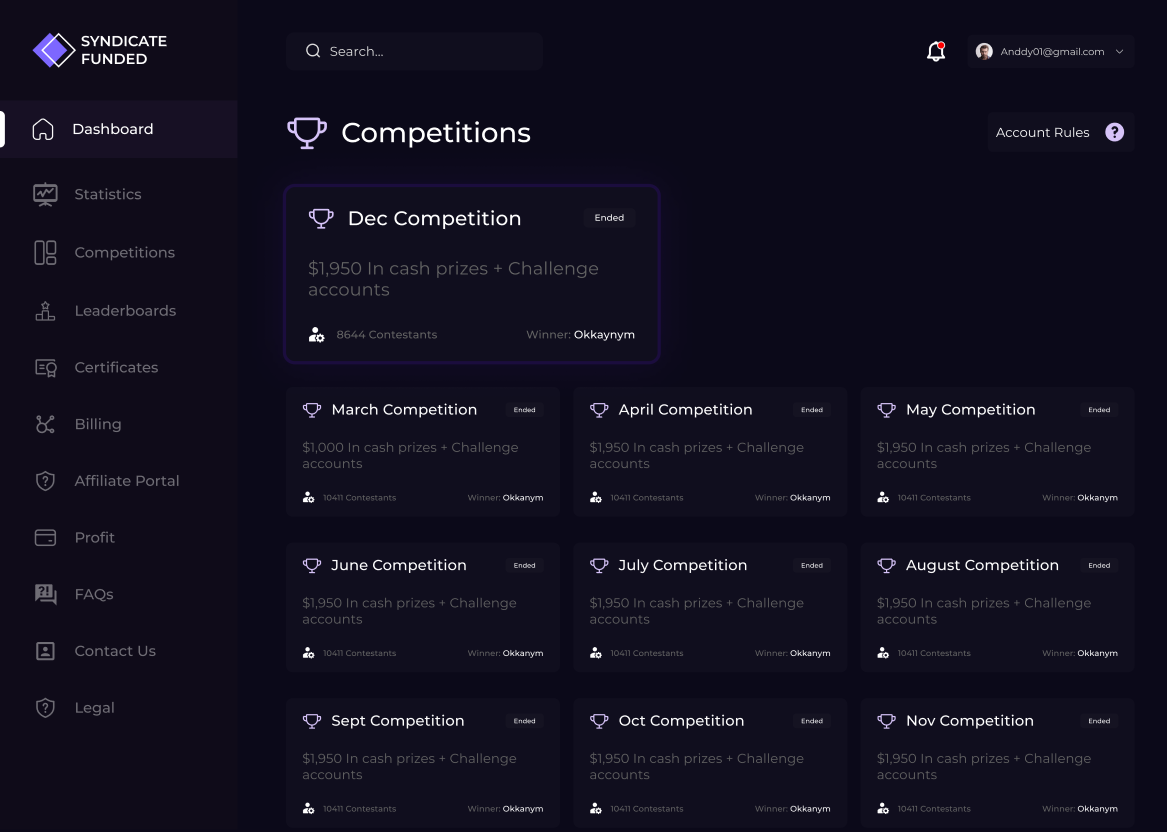 SYNDICATE
FUNDED
Search...
Anddy01@gmail.com
Dashboard
Statistics
Competitions
Leaderboards
Certificates
Billing
Affiliate Portal
Profit
FAQs
Contact Us
Legal
Competitions
Account Rules ?
Dec Competition Ended
$1,950 In cash prizes + Challenge
accounts
8644 Contestants Winner: Okkaynym
March Competition Ended
$1,000 In cash prizes + Challenge
accounts
10411 Contestants Winner: Okkanym
April Competition Ended
$1,950 In cash prizes + Challenge
accounts
10411 Contestants Winner: Okkanym
May Competition Ended
$1,950 In cash prizes + Challenge
accounts
10411 Contestants Winner: Okkanym
June Competition Ended
$1,950 In cash prizes + Challenge
accounts
10411 Contestants Winner: Okkanym
July Competition Ended
$1,950 In cash prizes + Challenge
accounts
10411 Contestants Winner: Okkanym
August Competition Ended
$1,950 In cash prizes + Challenge
accounts
10411 Contestants Winner: Okkanym
Sept Competition Ended
$1,950 In cash prizes + Challenge
accounts
10411 Contestants Winner: Okkanym
Oct Competition Ended
$1,950 In cash prizes + Challenge
accounts
10411 Contestants Winner: Okkanym
Nov Competition Ended
$1,950 In cash prizes + Challenge
accounts
10411 Contestants Winner: Okkanym